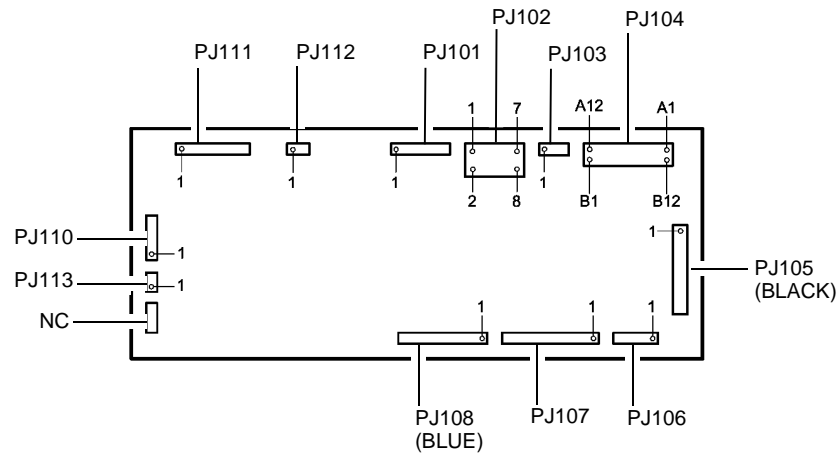 PJ102
PJ104
PJ111
PJ112
PJ101
PJ103
1
7
A12
A1
1
1
1
2
8
1
B1
B12
PJ110
1
1
PJ113
1
PJ105
(BLACK)
NC
1
1
1
PJ108
(BLUE)
PJ107
PJ106